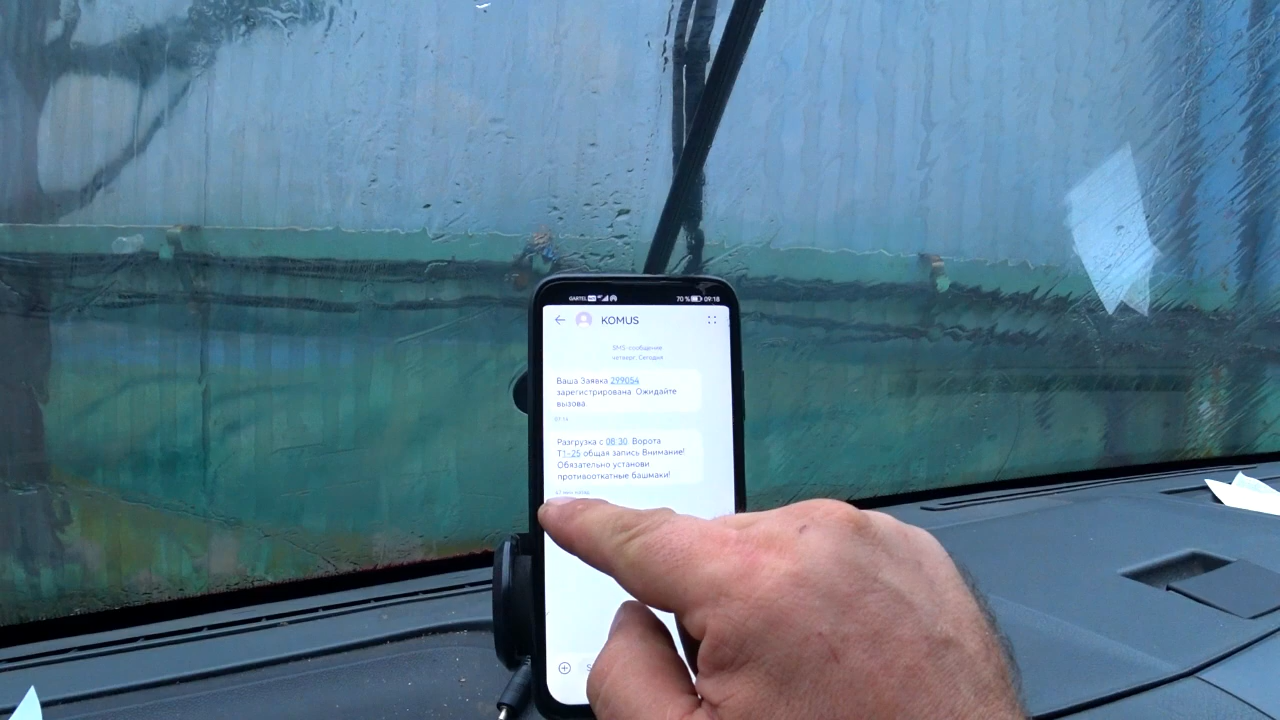 70 % 09:18
KOMUS
SMS-сообщение
четверг, Сегодня
Ваша Заявка 299054
зарегистрирована. Ожидайте
вызова.
Разгрузка с 08:30. Ворота
Т1-25 общая запись Внимание!
Обязательно установи
противооткатные башмаки!